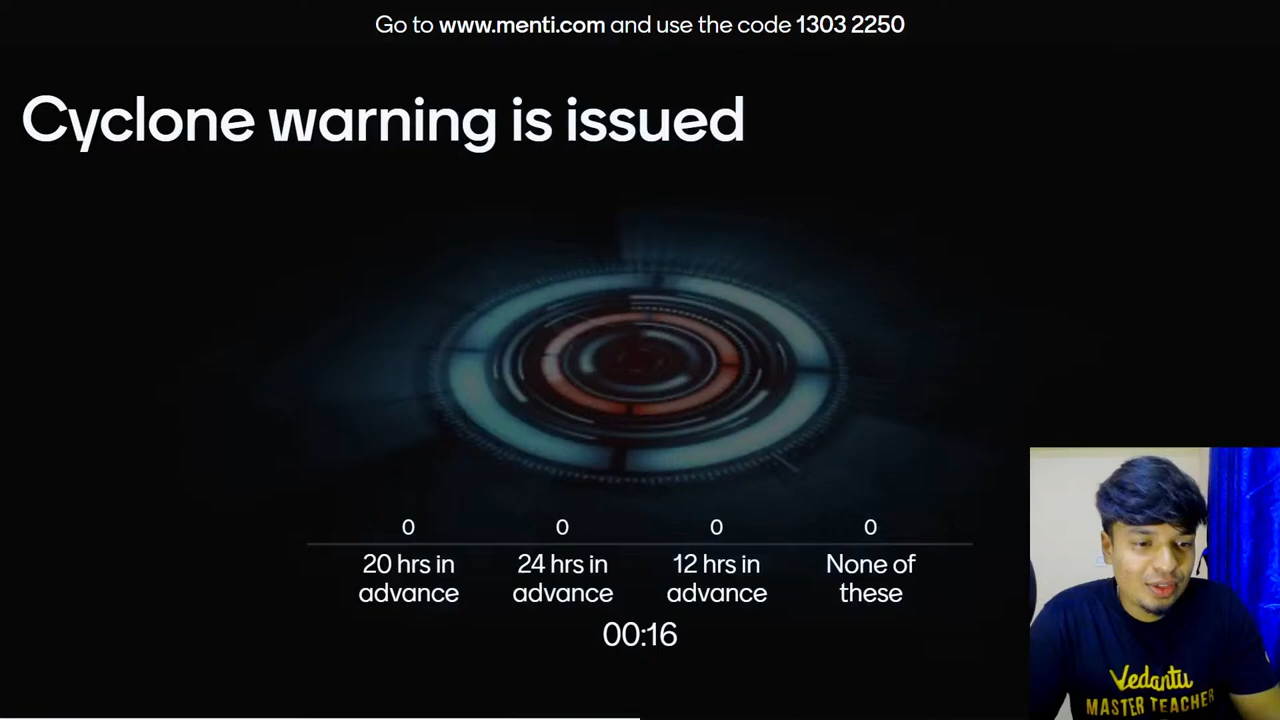 Go to www.menti.com and use the code 1303 2250
Cyclone warning is issued
0 0 0 0
20 hrs in advance
24 hrs in advance
12 hrs in advance
None of these
00:16
Vedantu
MASTER TEACHER